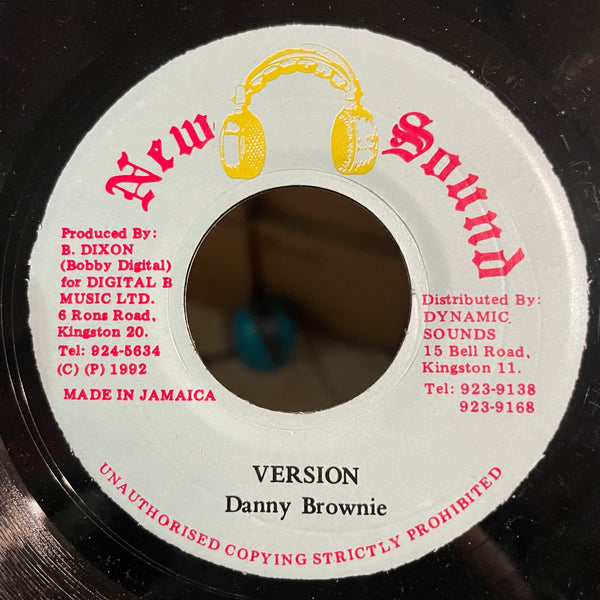 New Sound
Produced By:
B. DIXON
(Bobby Digital)
for DIGITAL B
MUSIC LTD.
6 Rons Road,
Kingston 20.
Tel: 924-5634
(C) (P) 1992
MADE IN JAMAICA
Distributed By:
DYNAMIC
SOUNDS
15 Bell Road,
Kingston 11.
Tel: 923-9138
923-9168
VERSION
Danny Brownie
UNAUTHORISED COPYING STRICTLY PROHIBITED